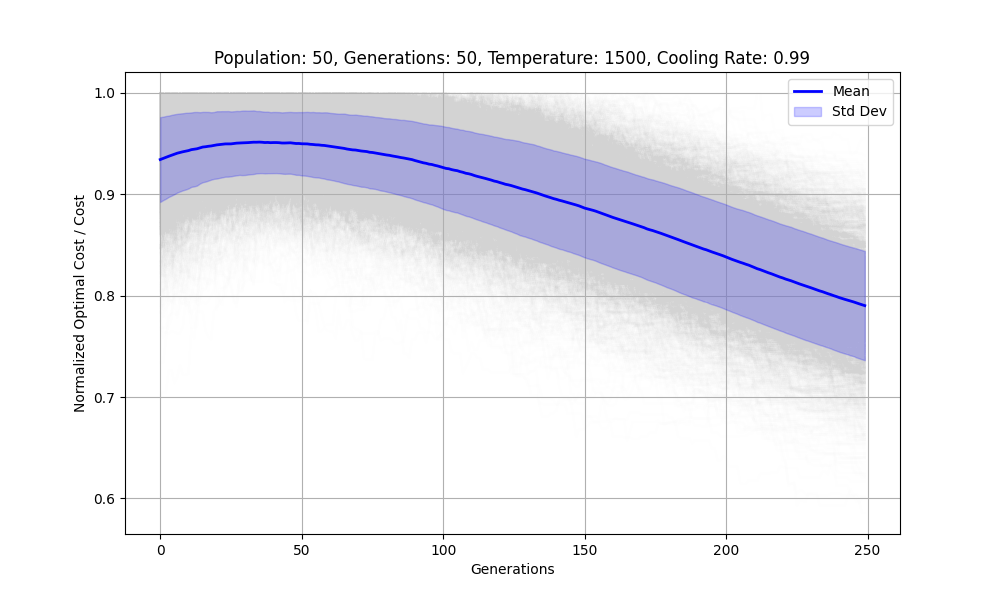 Population: 50, Generations: 50, Temperature: 1500, Cooling Rate: 0.99
Mean
Std Dev
Normalized Optimal Cost / Cost
1.0
0.9
0.8
0.7
0.6
0 50 100 150 200 250
Generations